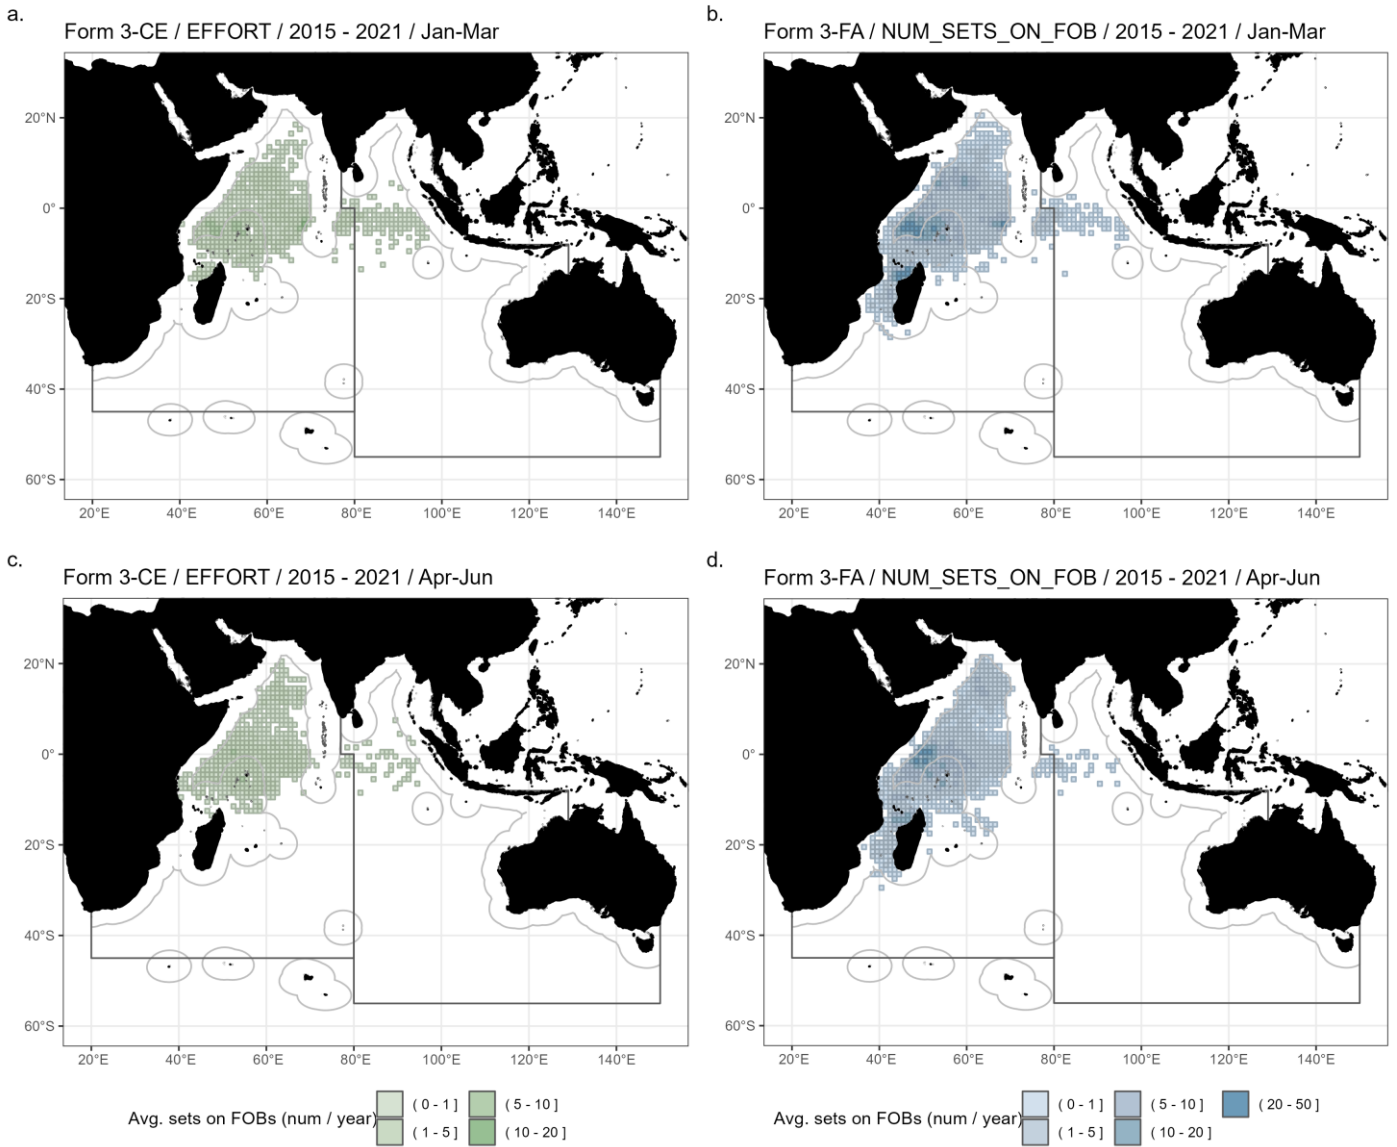 a.
Form 3-CE / EFFORT / 2015 - 2021 / Jan-Mar
20°N
0°
20°S
40°S
60°S
20°E 40°E 60°E 80°E 100°E 120°E 140°E
b.
Form 3-FA / NUM_SETS_ON_FOB / 2015 - 2021 / Jan-Mar
20°N
0°
20°S
40°S
60°S
20°E 40°E 60°E 80°E 100°E 120°E 140°E
c.
Form 3-CE / EFFORT / 2015 - 2021 / Apr-Jun
20°N
0°
20°S
40°S
60°S
20°E 40°E 60°E 80°E 100°E 120°E 140°E
d.
Form 3-FA / NUM_SETS_ON_FOB / 2015 - 2021 / Apr-Jun
20°N
0°
20°S
40°S
60°S
20°E 40°E 60°E 80°E 100°E 120°E 140°E
Avg. sets on FOBs (num / year)
( 0 - 1 ] ( 5 - 10 ]
( 1 - 5 ] ( 10 - 20 ]
Avg. sets on FOBs (num / year)
( 0 - 1 ] ( 5 - 10 ] ( 20 - 50 ]
( 1 - 5 ] ( 10 - 20 ]